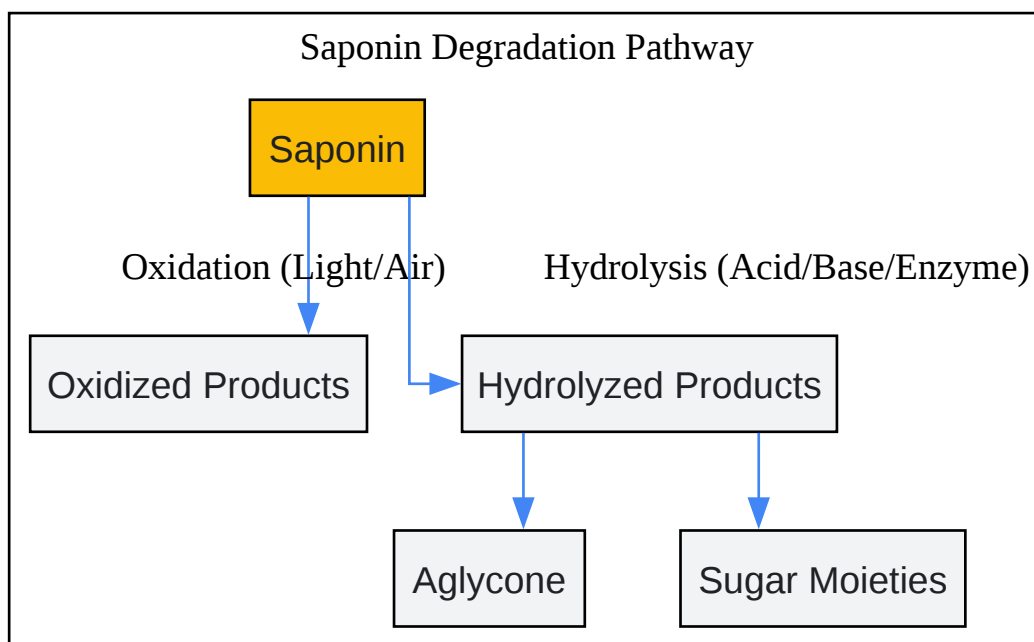 Saponin Degradation Pathway
Saponin
Oxidation (Light/Air)
Hydrolysis (Acid/Base/Enzyme)
Oxidized Products
Hydrolyzed Products
Aglycone
Sugar Moieties